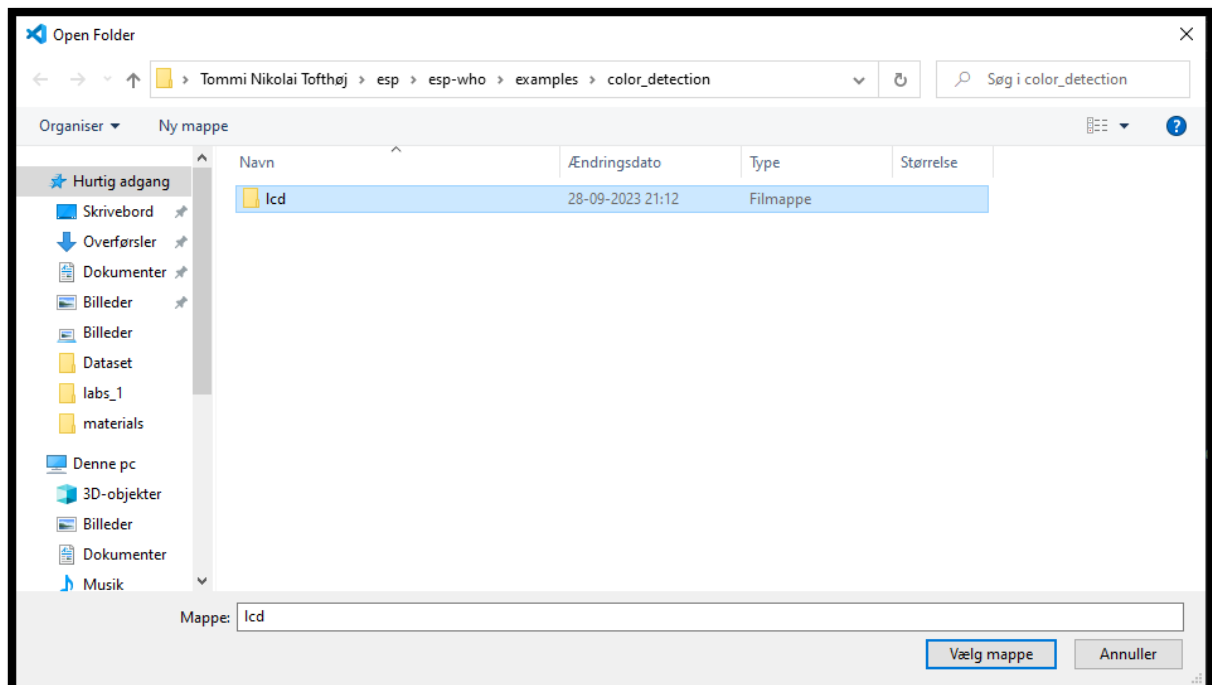 Open Folder
Tommi Nikolai Tofthøj > esp > esp-who > examples > color_detection
Søg i color_detection
Organiser
Ny mappe
Navn
Ændringsdato
Type
Størrelse
Hurtig adgang
Skrivebord
Overførsler
Dokumenter
Billeder
Billeder
Dataset
labs_1
materials
Denne pc
3D-objekter
Billeder
Dokumenter
Musik
lcd
28-09-2023 21:12
Filmappe
Mappe:
lcd
Vælg mappe
Annuller